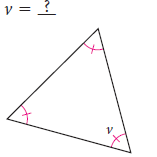 v = ?
v